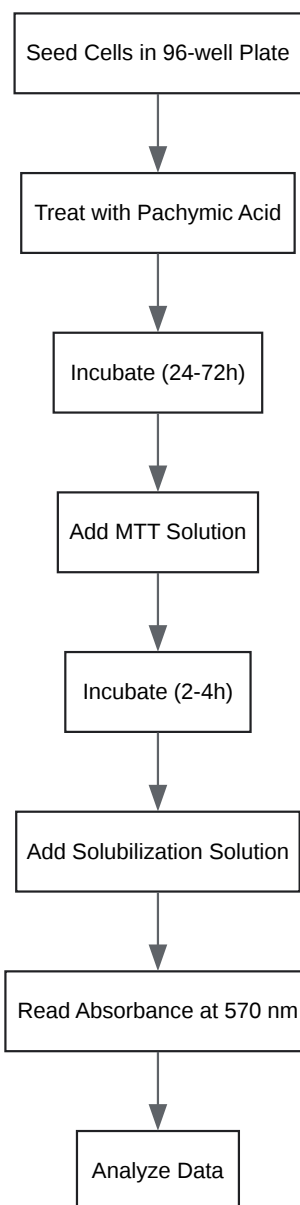 Seed Cells in 96-well Plate
Treat with Pachymic Acid
Incubate (24-72h)
Add MTT Solution
Incubate (2-4h)
Add Solubilization Solution
Read Absorbance at 570 nm
Analyze Data